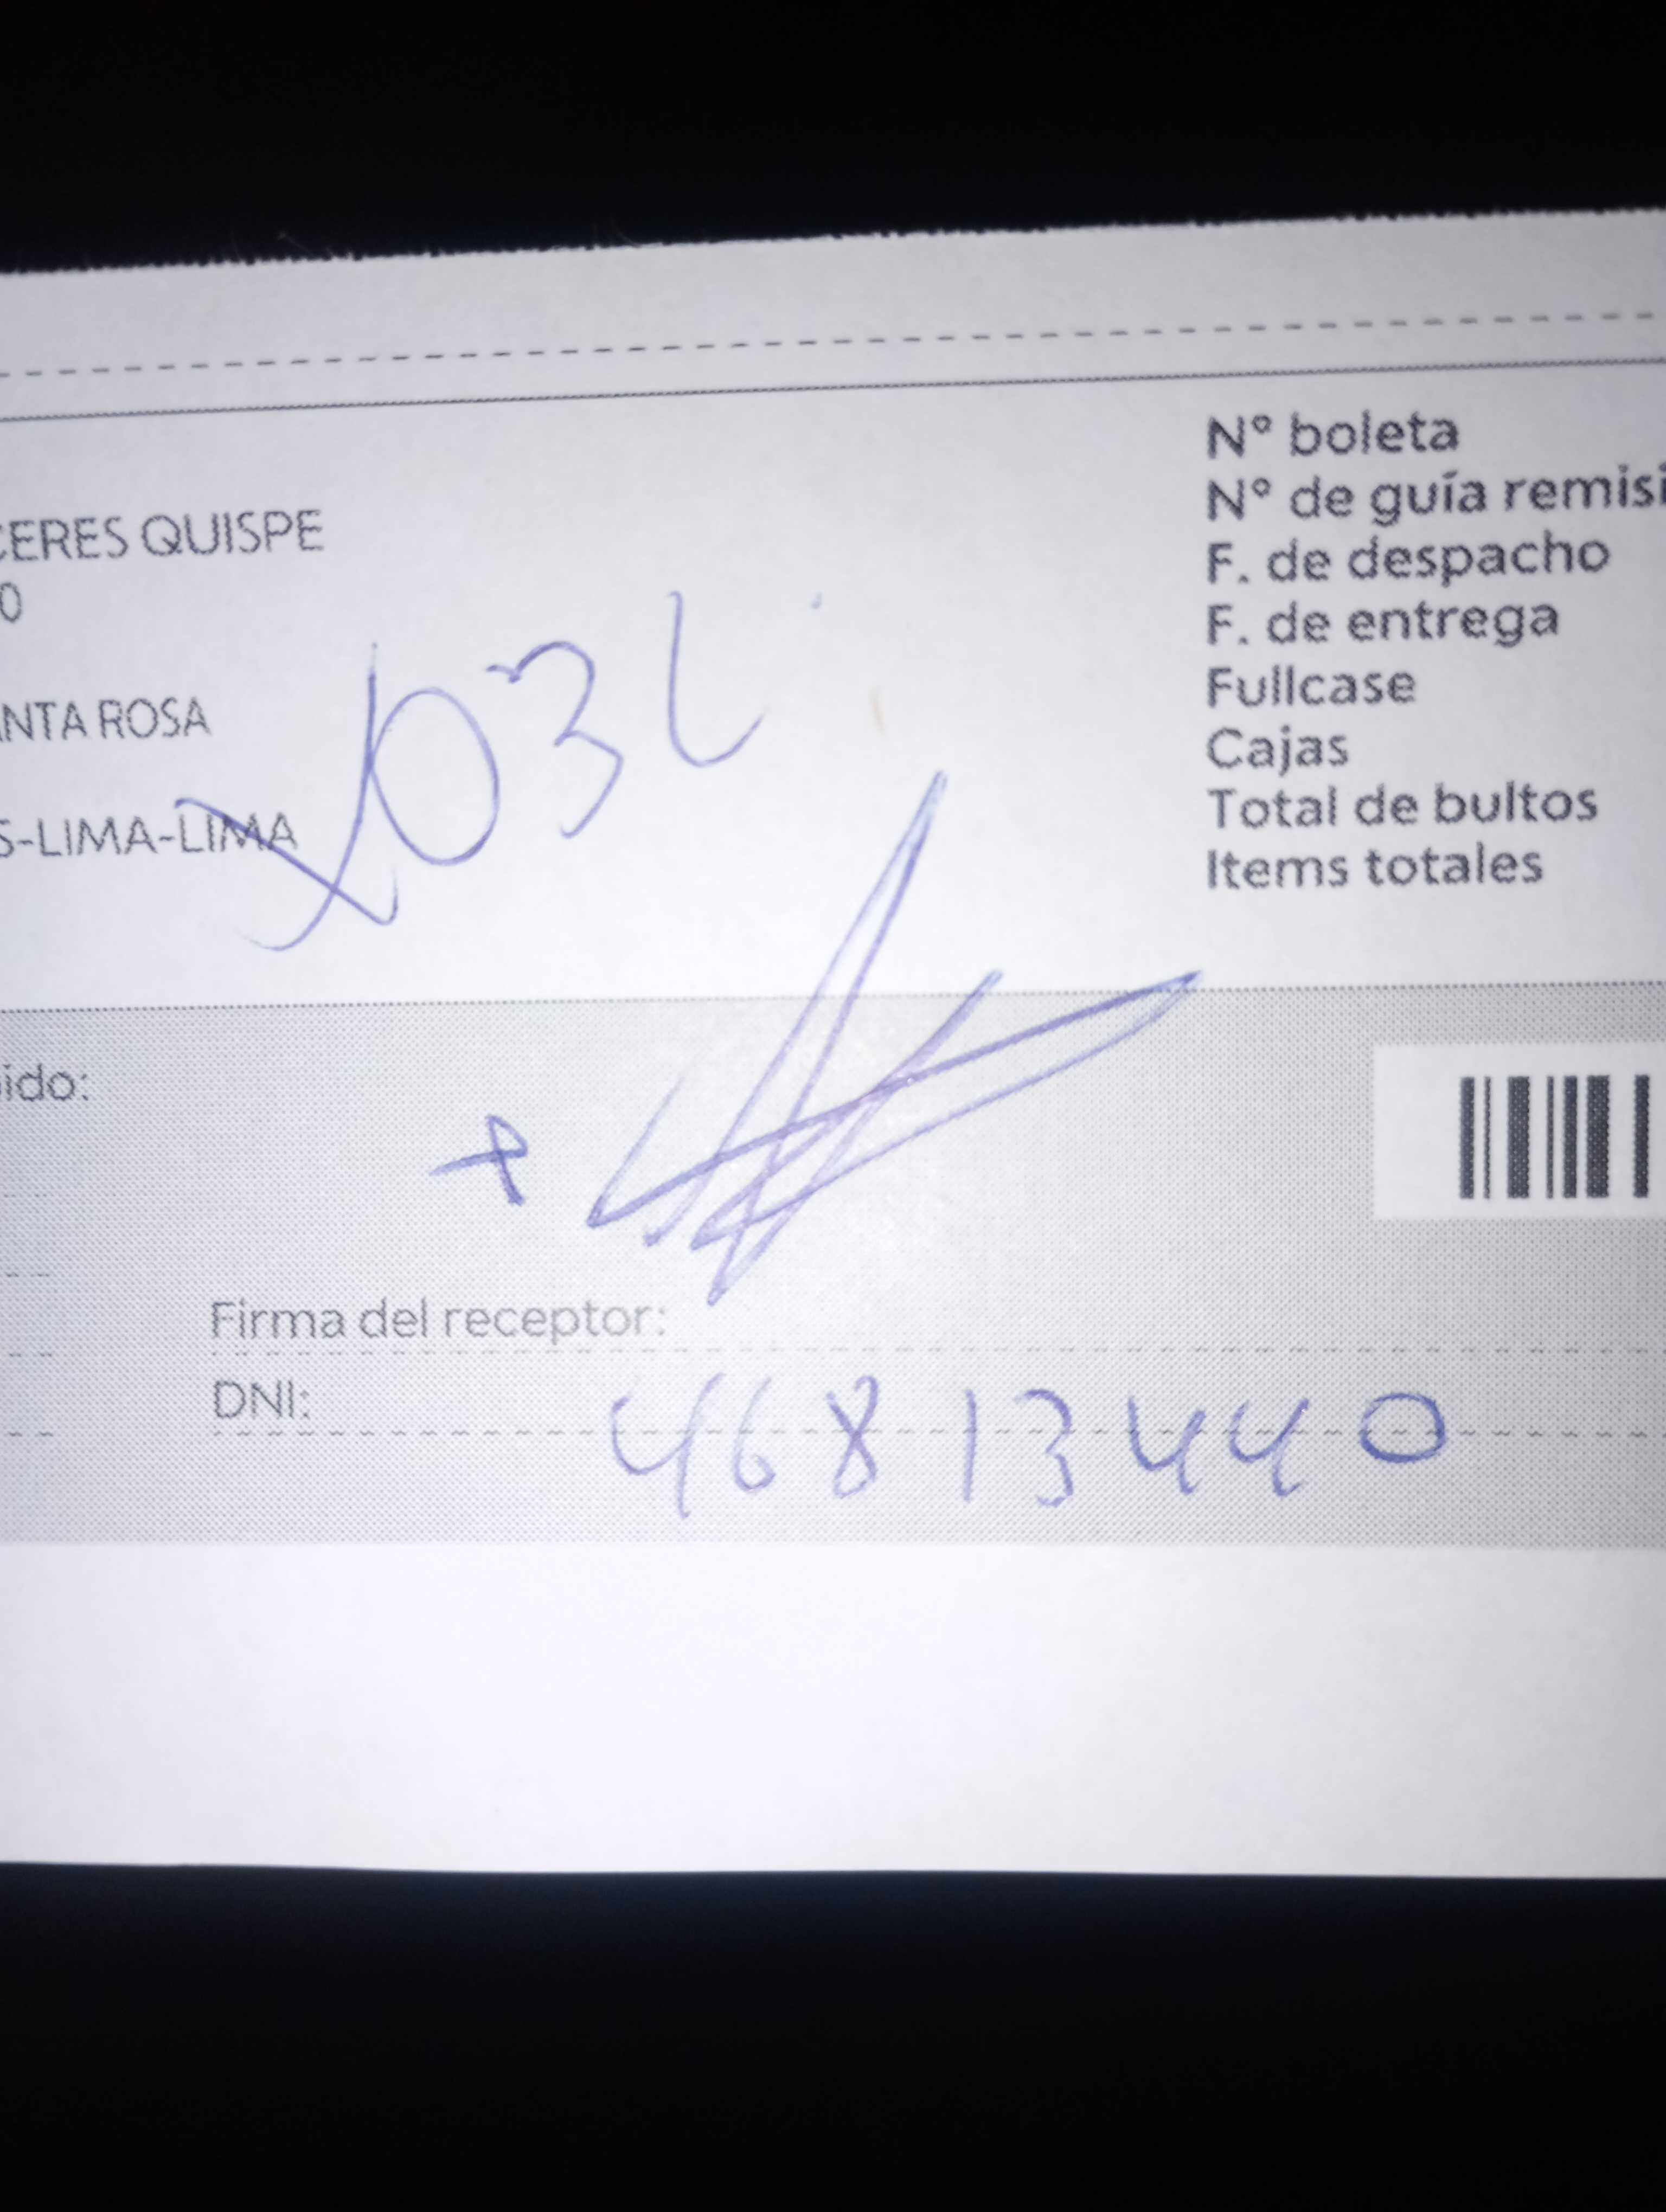 CERES QUISPE
0
NTA ROSA
S-LIMA-LIMA
x03L
N° boleta
N° de guía remisi
F. de despacho
F. de entrega
Fullcase
Cajas
Total de bultos
Items totales
ido:
Firma del receptor:
DNI: 46813440